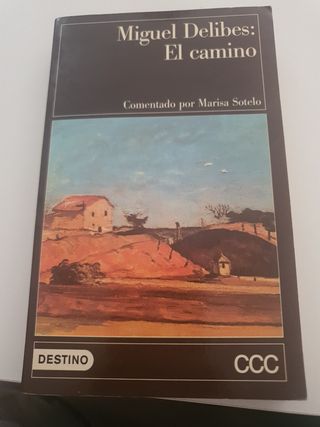 Miguel Delibes:
El camino
Comentado por Marisa Sotelo
DESTINO
CCC